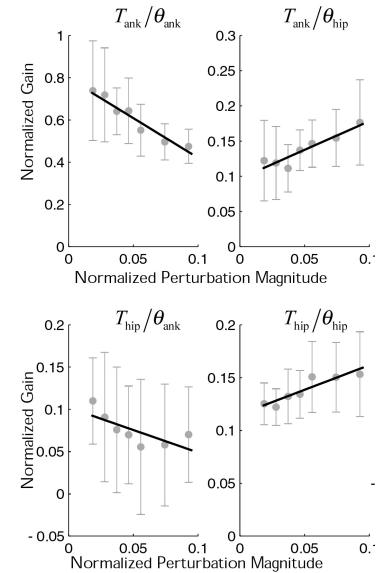 T_ank/θ_ank T_ank/θ_hip
Normalized Gain
1
0.8
0.6
0.4
0.2
0
0 0.05 0.1
0.3
0.25
0.2
0.15
0.1
0.05
0
0 0.05 0.1
Normalized Perturbation Magnitude
T_hip/θ_ank T_hip/θ_hip
Normalized Gain
0.2
0.15
0.1
0.05
0
-0.05
0 0.05 0.1
0.2
0.15
0.1
0.05
0
0 0.05 0.1
Normalized Perturbation Magnitude